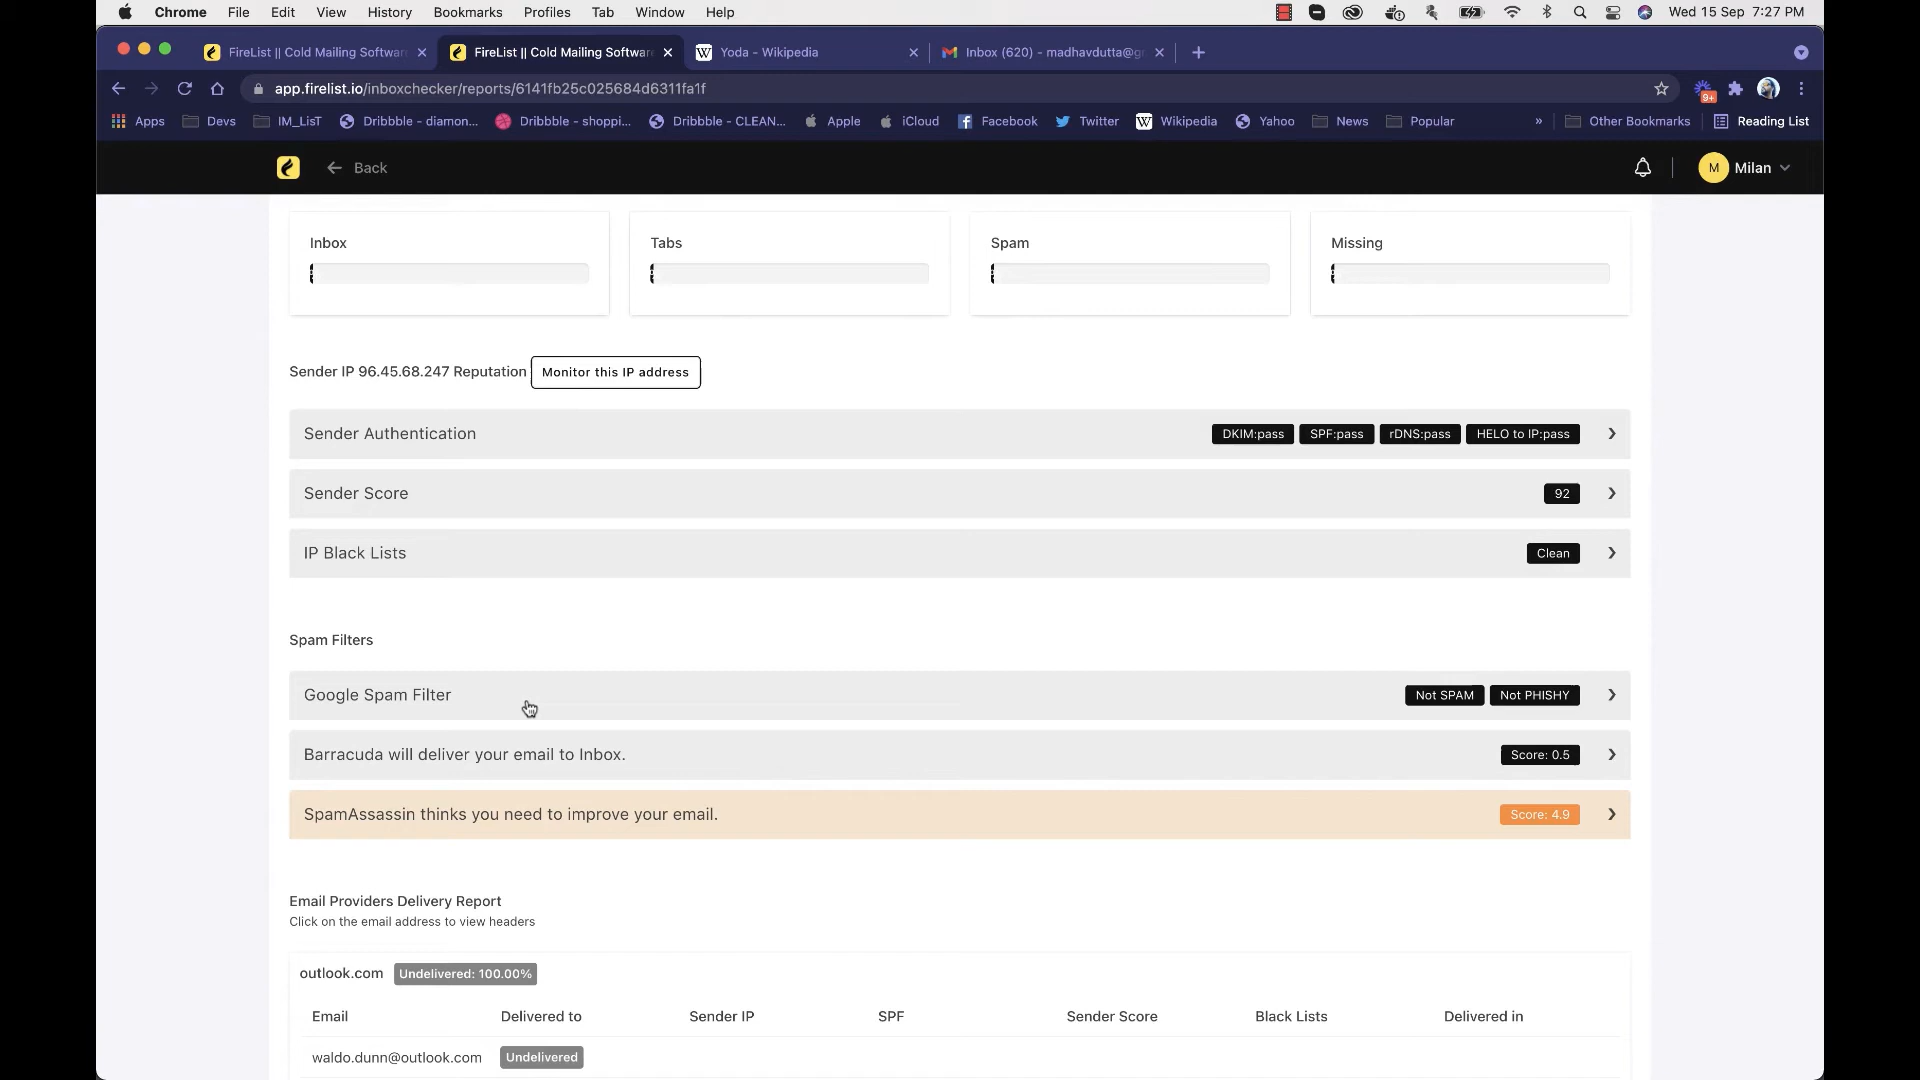 Chrome File Edit View History Bookmarks Profiles Tab Window Help Wed 15 Sep 7:27 PM
FireList || Cold Mailing Softwar FireList || Cold Mailing Softwar Yoda - Wikipedia Inbox (620) - madhavdutta@g
app.firelist.io/inboxchecker/reports/6141fb25c025684d6311fa1f 9+
Apps Devs IM_LisT Dribbble - diamon... Dribbble - shoppi... Dribbble - CLEAN... Apple iCloud Facebook Twitter Wikipedia Yahoo News Popular » Other Bookmarks Reading List
Back M Milan
Inbox Tabs Spam Missing
Sender IP 96.45.68.247 Reputation Monitor this IP address
Sender Authentication DKIM:pass SPF:pass rDNS:pass HELO to IP:pass
Sender Score 92
IP Black Lists Clean
Spam Filters
Google Spam Filter Not SPAM Not PHISHY
Barracuda will deliver your email to Inbox. Score: 0.5
SpamAssassin thinks you need to improve your email. Score: 4.9
Email Providers Delivery Report
Click on the email address to view headers
outlook.com Undelivered: 100.00%
Email Delivered to Sender IP SPF Sender Score Black Lists Delivered in
waldo.dunn@outlook.com Undelivered